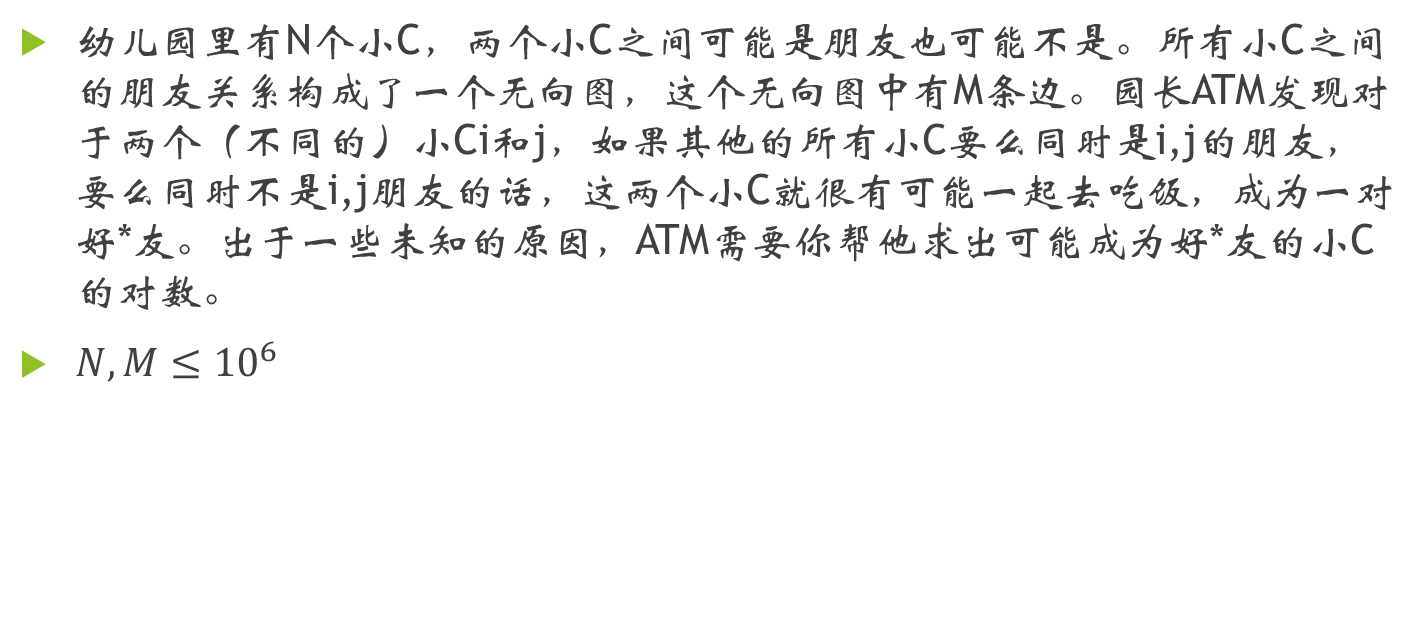 幼儿园里有N个小C，两个小C之间可能是朋友也可能不是。所有小C之间
的朋友关系构成了一个无向图，这个无向图中有M条边。园长ATM发现对
于两个（不同的）小Ci和j，如果其他的所有小C要么同时是i,j的朋友，
要么同时不是i,j朋友的话，这两个小C就很有可能一起去吃饭，成为一对
好*友。出于一些未知的原因，ATM需要你帮他求出可能成为好*友的小C
的对数。
N, M ≤ 10⁶